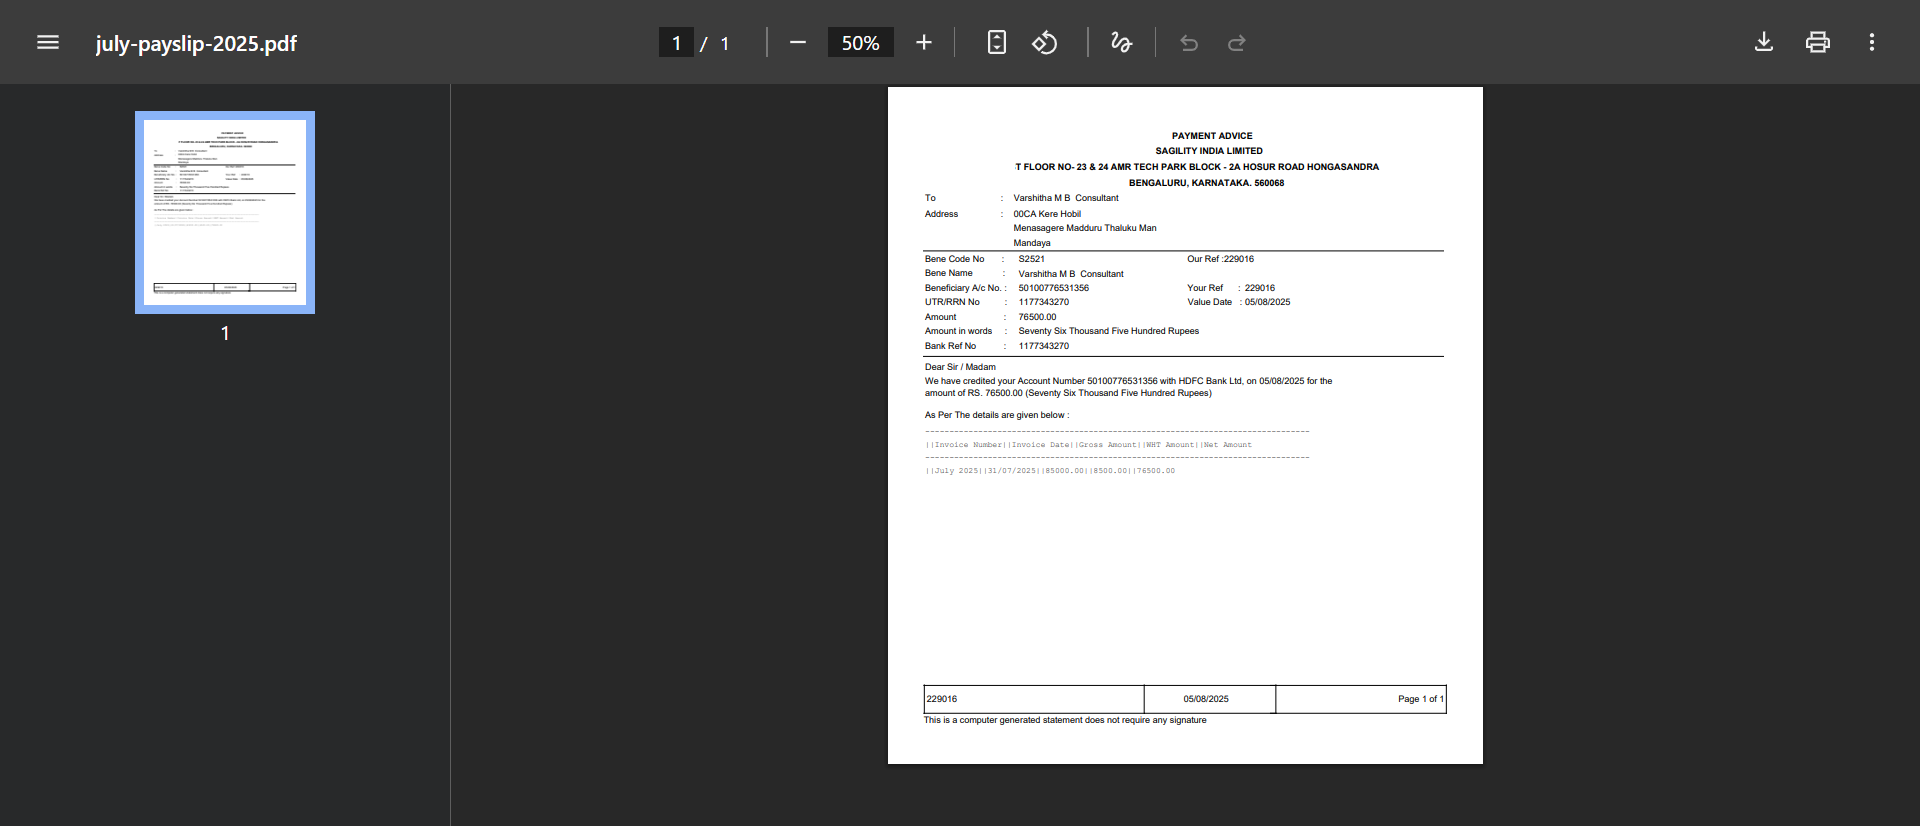 july-payslip-2025.pdf
1 / 1
50%
1
PAYMENT ADVICE
SAGILITY INDIA LIMITED
T FLOOR NO- 23 & 24 AMR TECH PARK BLOCK - 2A HOSUR ROAD HONGASANDRA
BENGALURU, KARNATAKA. 560068
To : Varshitha M B Consultant
Address : 00CA Kere Hobil
Menasagere Madduru Thaluku Man
Mandaya
Bene Code No : S2521 Our Ref :229016
Bene Name : Varshitha M B Consultant
Beneficiary A/c No. : 50100776531356 Your Ref : 229016
UTR/RRN No : 1177343270 Value Date : 05/08/2025
Amount : 76500.00
Amount in words : Seventy Six Thousand Five Hundred Rupees
Bank Ref No : 1177343270
Dear Sir / Madam
We have credited your Account Number 50100776531356 with HDFC Bank Ltd, on 05/08/2025 for the
amount of RS. 76500.00 (Seventy Six Thousand Five Hundred Rupees)
As Per The details are given below :
--------------------------------------------------------------------------------
||Invoice Number||Invoice Date||Gross Amount||WHT Amount||Net Amount
--------------------------------------------------------------------------------
||July 2025||31/07/2025||85000.00||8500.00||76500.00
229016 05/08/2025 Page 1 of 1
This is a computer generated statement does not require any signature